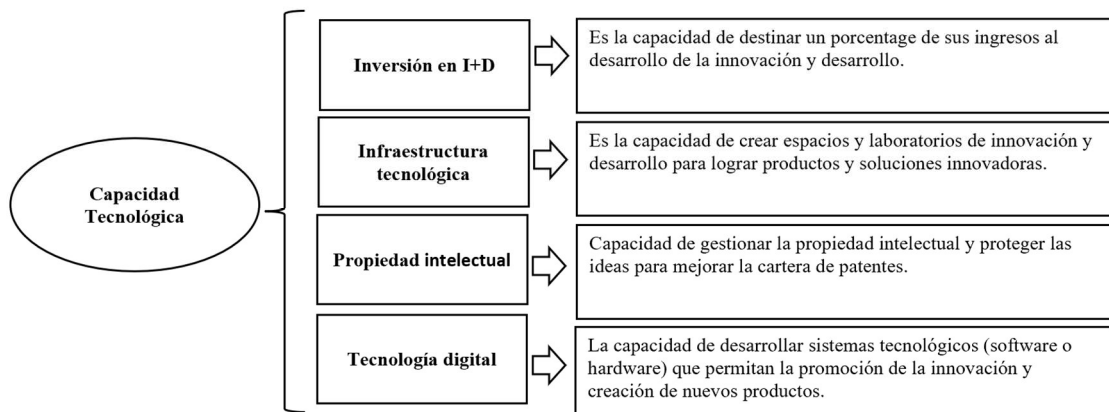 Capacidad
Tecnológica
Inversión en I+D
Es la capacidad de destinar un porcentage de sus ingresos al
desarrollo de la innovación y desarrollo.
Infraestructura
tecnológica
Es la capacidad de crear espacios y laboratorios de innovación y
desarrollo para lograr productos y soluciones innovadoras.
Propiedad intelectual
Capacidad de gestionar la propiedad intelectual y proteger las
ideas para mejorar la cartera de patentes.
Tecnología digital
La capacidad de desarrollar sistemas tecnológicos (software o
hardware) que permitan la promoción de la innovación y
creación de nuevos productos.